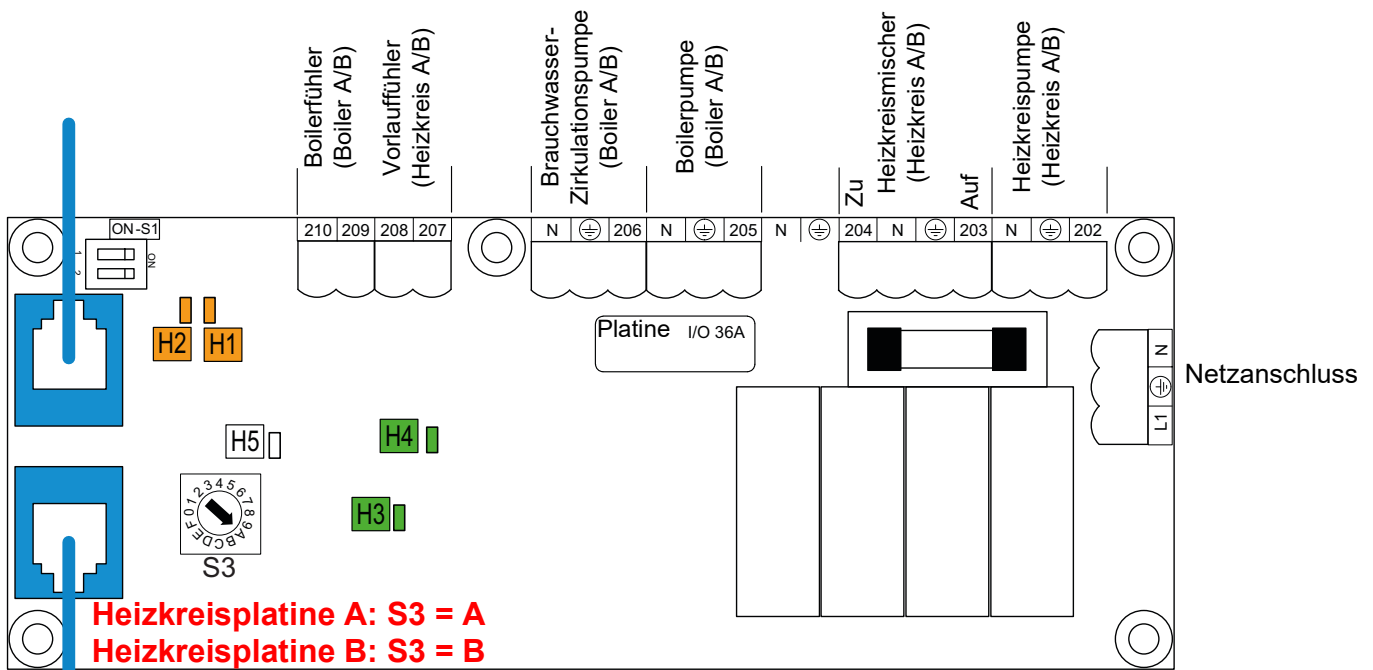 Boilerfühler
(Boiler A/B)
Vorlauffühler
(Heizkreis A/B)
Brauchwasser-
Zirkulationspumpe
(Boiler A/B)
Boilerpumpe
(Boiler A/B)
Zu
Heizkreismischer
(Heizkreis A/B)
Auf
Heizkreispumpe
(Heizkreis A/B)
ON-S1
1
2
ON
210 209 208 207
N 206 N 205 N 204 N 203 N 202
H2 H1
Platine I/O 36A
N
L1
Netzanschluss
H5
H4
H3
0123456789ABCDEF
S3
Heizkreisplatine A: S3 = A
Heizkreisplatine B: S3 = B